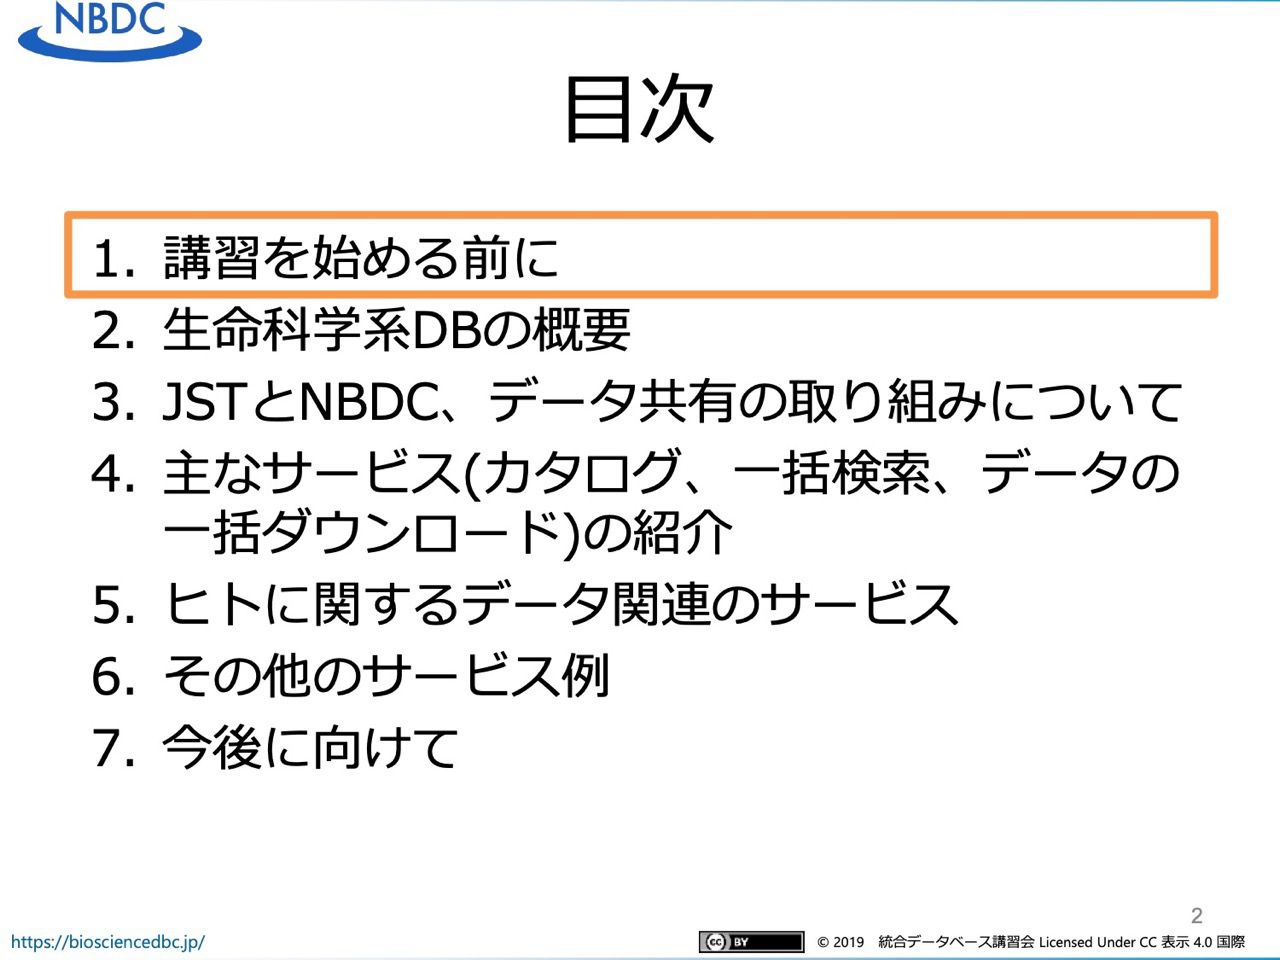 NBDC
目次
1. 講習を始める前に
2. 生命科学系DBの概要
3. JSTとNBDC、データ共有の取り組みについて
4. 主なサービス(カタログ、一括検索、データの
一括ダウンロード)の紹介
5. ヒトに関するデータ関連のサービス
6. その他のサービス例
7. 今後に向けて
2
https://biosciencedbc.jp/
cc BY © 2019 統合データベース講習会 Licensed Under CC 表示 4.0 国際